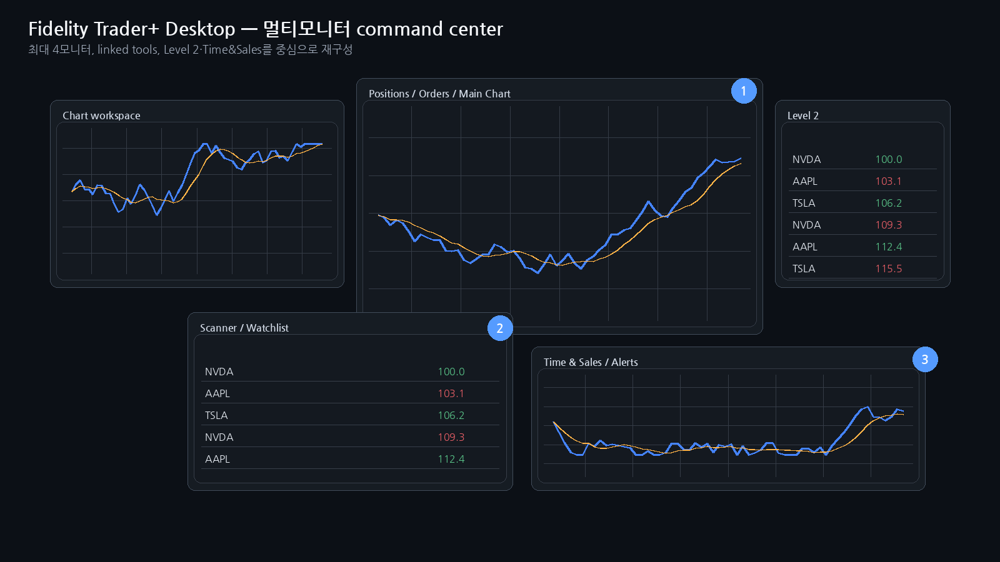 Fidelity Trader+ Desktop — 멀티모니터 command center
최대 4모니터, linked tools, Level 2·Time&Sales를 중심으로 재구성
Chart workspace
Positions / Orders / Main Chart
1
Level 2
NVDA 100.0
AAPL 103.1
TSLA 106.2
NVDA 109.3
AAPL 112.4
TSLA 115.5
Scanner / Watchlist
2
NVDA 100.0
AAPL 103.1
TSLA 106.2
NVDA 109.3
AAPL 112.4
Time & Sales / Alerts
3